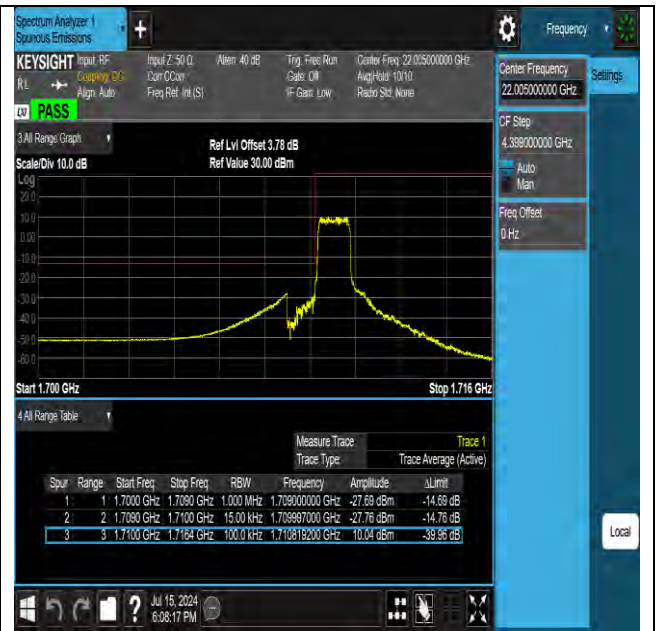 Spectrum Analyzer 1
Spurious Emissions
Frequency
KEYSIGHT Input: RF Input Z: 50 Ω Atten: 40 dB Trig: Free Run Center Freq: 22.005000000 GHz
RL Coupling: DC Corr CCorr Gate: Off Avg|Hold: 10/10
Align: Auto Freq Ref: Int (S) IF Gain: Low Radio Std: None
LXI PASS
3 All Range Graph
Ref Lvl Offset 3.78 dB
Scale/Div 10.0 dB Ref Value 30.00 dBm
Log
20.0
10.0
0.00
-10.0
-20.0
-30.0
-40.0
-50.0
-60.0
Start 1.700 GHz Stop 1.716 GHz
4 All Range Table
Measure Trace Trace 1
Trace Type Trace Average (Active)
Spur Range Start Freq Stop Freq RBW Frequency Amplitude ΔLimit
1 1 1.7000 GHz 1.7090 GHz 1.000 MHz 1.709000000 GHz -27.69 dBm -14.69 dB
2 2 1.7090 GHz 1.7100 GHz 15.00 kHz 1.709997000 GHz -27.76 dBm -14.76 dB
3 3 1.7100 GHz 1.7164 GHz 100.0 kHz 1.710819200 GHz 10.04 dBm -39.96 dB
Center Frequency
22.005000000 GHz
Settings
CF Step
4.399000000 GHz
Auto
Man
Freq Offset
0 Hz
Local
? Jul 15, 2024
6:08:17 PM